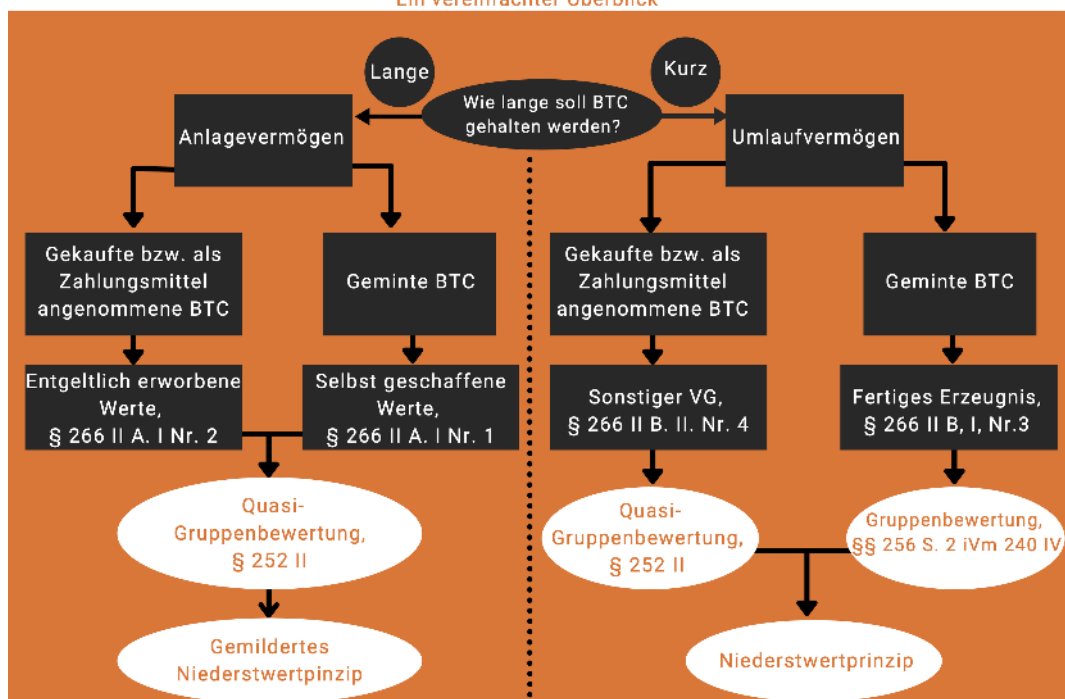 Ein vereinfachter Überblick
Lange
Kurz
Wie lange soll BTC
gehalten werden?
Anlagevermögen
Umlaufvermögen
Gekaufte bzw. als
Zahlungsmittel
angenommene BTC
Geminte BTC
Gekaufte bzw. als
Zahlungsmittel
angenommene BTC
Geminte BTC
Entgeltlich erworbene
Werte,
§ 266 II A. I Nr. 2
Selbst geschaffene
Werte,
§ 266 II A. I Nr. 1
Sonstiger VG,
§ 266 II B. II. Nr. 4
Fertiges Erzeugnis,
§ 266 II B, I, Nr.3
Quasi-
Gruppenbewertung,
§ 252 II
Quasi-
Gruppenbewertung,
§ 252 II
Gruppenbewertung,
§§ 256 S. 2 iVm 240 IV
Gemildertes
Niederstwertpinzip
Niederstwertprinzip